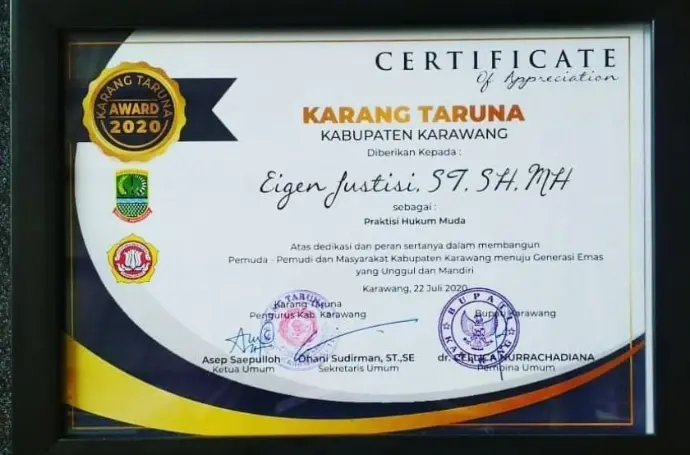 CERTIFICATE
Of Appreciation
KARANG TARUNA
AWARD
2020
KARANG TARUNA
KABUPATEN KARAWANG
Diberikan Kepada :
Eigen Justisi, ST, SH, MH
sebagai :
Praktisi Hukum Muda
Atas dedikasi dan peran sertanya dalam membangun
Pemuda - Pemudi dan Masyarakat Kabupaten Karawang menuju Generasi Emas
yang Unggul dan Mandiri
Karawang, 22 Juli 2020
Karang Taruna
Pengurus Kab. Karawang
Bupati Karawang
TARUNA
BUPATI
KARAWANG
Asep Saepulloh
Dhani Sudirman, ST.,SE
dr. CELLICA NURRACHADIANA
Ketua Umum
Sekretaris Umum
Pembina Umum